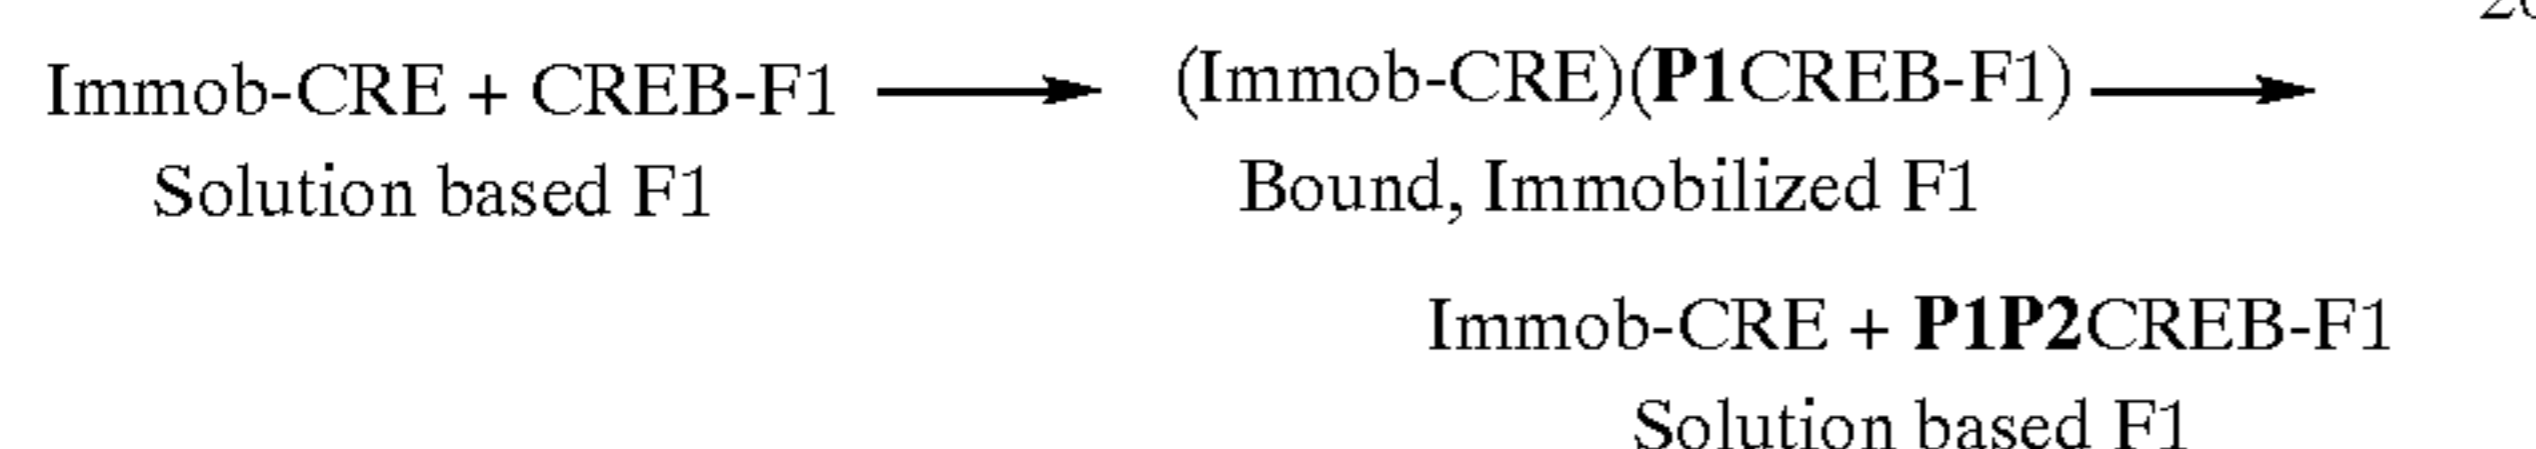 Immob-CRE + CREB-F1 ⟶ (Immob-CRE)(P1CREB-F1) ⟶
Solution based F1 Bound, Immobilized F1
Immob-CRE + P1P2CREB-F1
Solution based F1